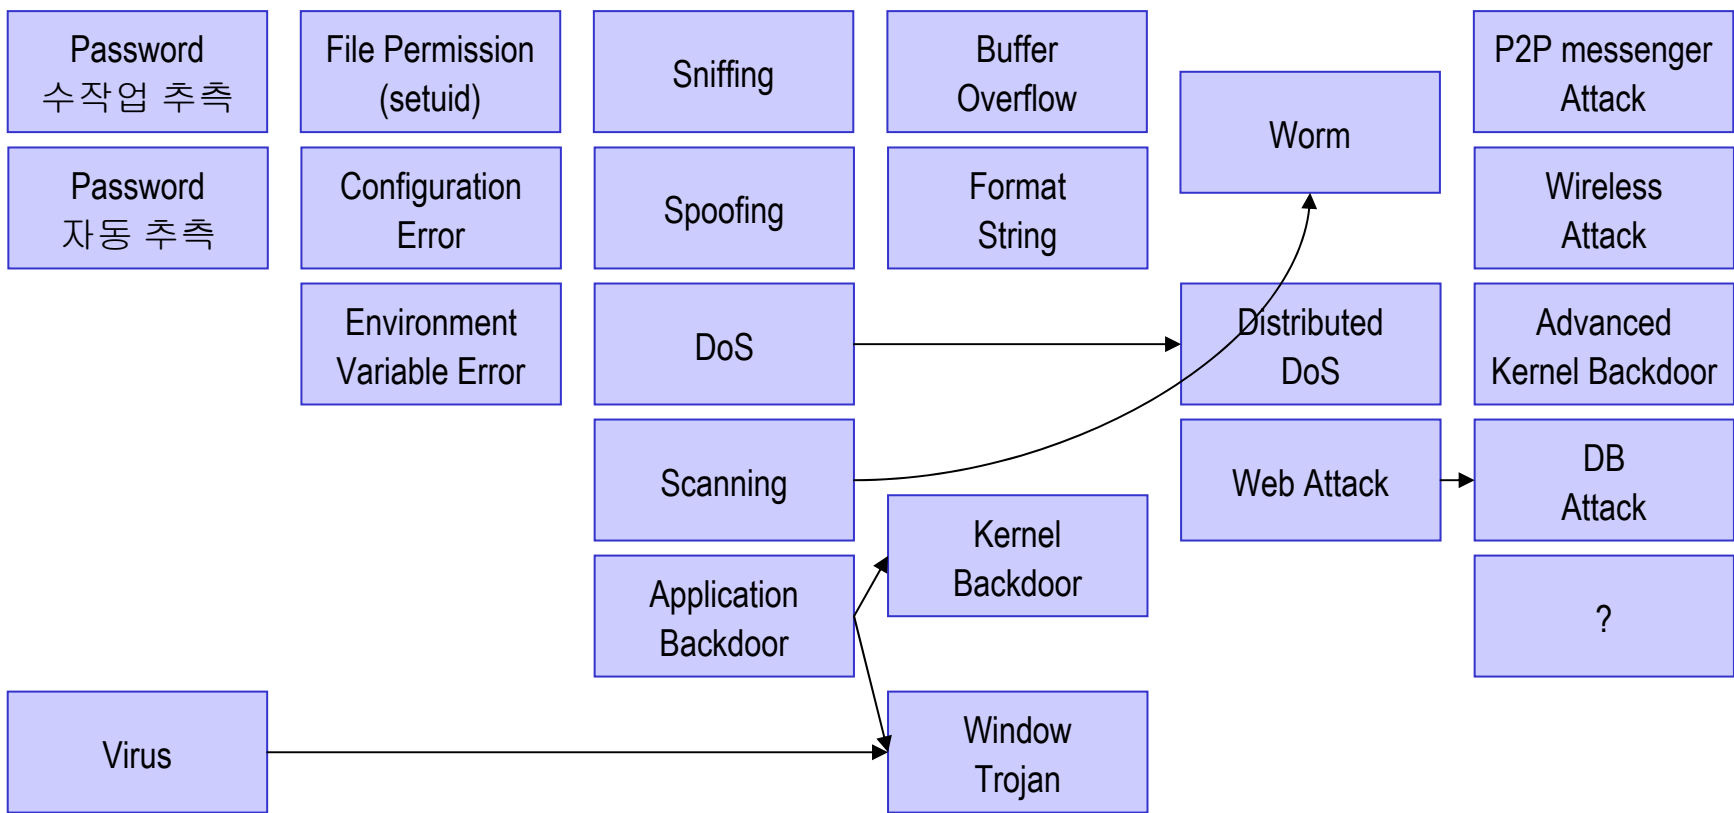 Password
수작업 추측
Password
자동 추측
Virus
File Permission
(setuid)
Configuration
Error
Environment
Variable Error
Sniffing
Spoofing
DoS
Scanning
Application
Backdoor
Buffer
Overflow
Format
String
Kernel
Backdoor
Window
Trojan
Worm
Distributed
DoS
Web Attack
P2P messenger
Attack
Wireless
Attack
Advanced
Kernel Backdoor
DB
Attack
?